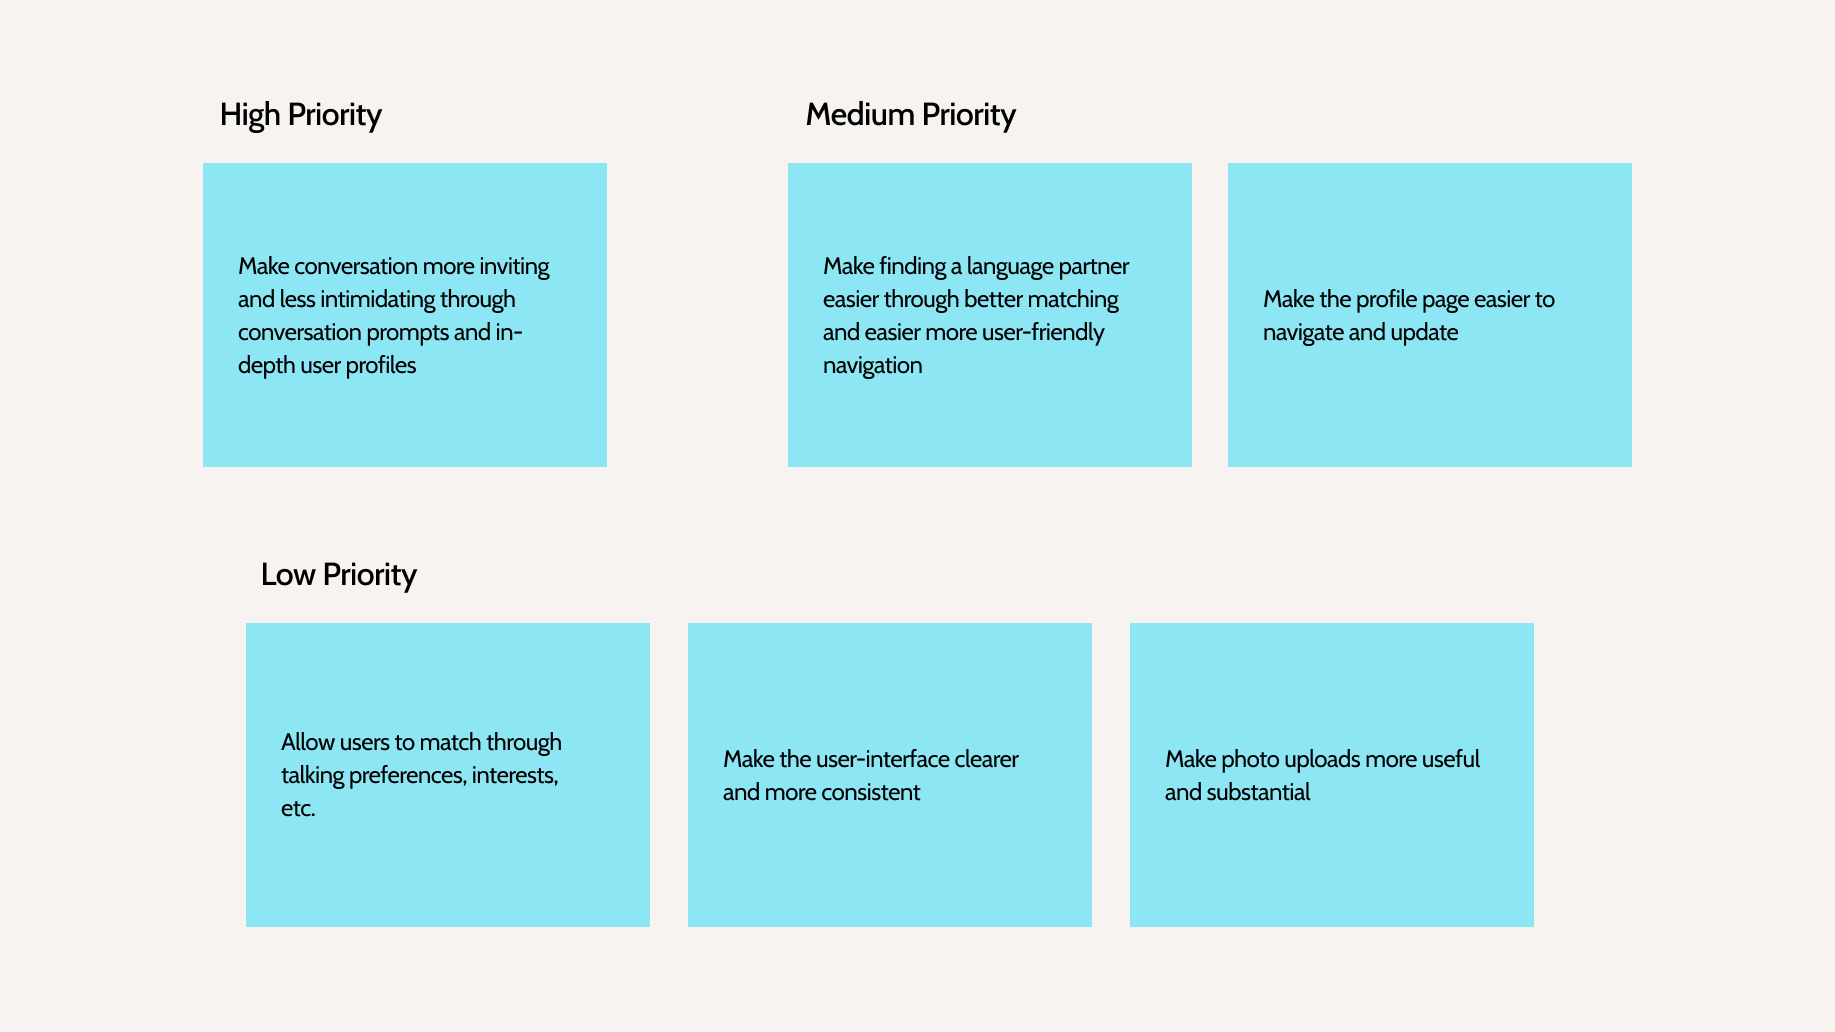 High Priority
Medium Priority
Make conversation more inviting
and less intimidating through
conversation prompts and in-
depth user profiles
Make finding a language partner
easier through better matching
and easier more user-friendly
navigation
Make the profile page easier to
navigate and update
Low Priority
Allow users to match through
talking preferences, interests,
etc.
Make the user-interface clearer
and more consistent
Make photo uploads more useful
and substantial